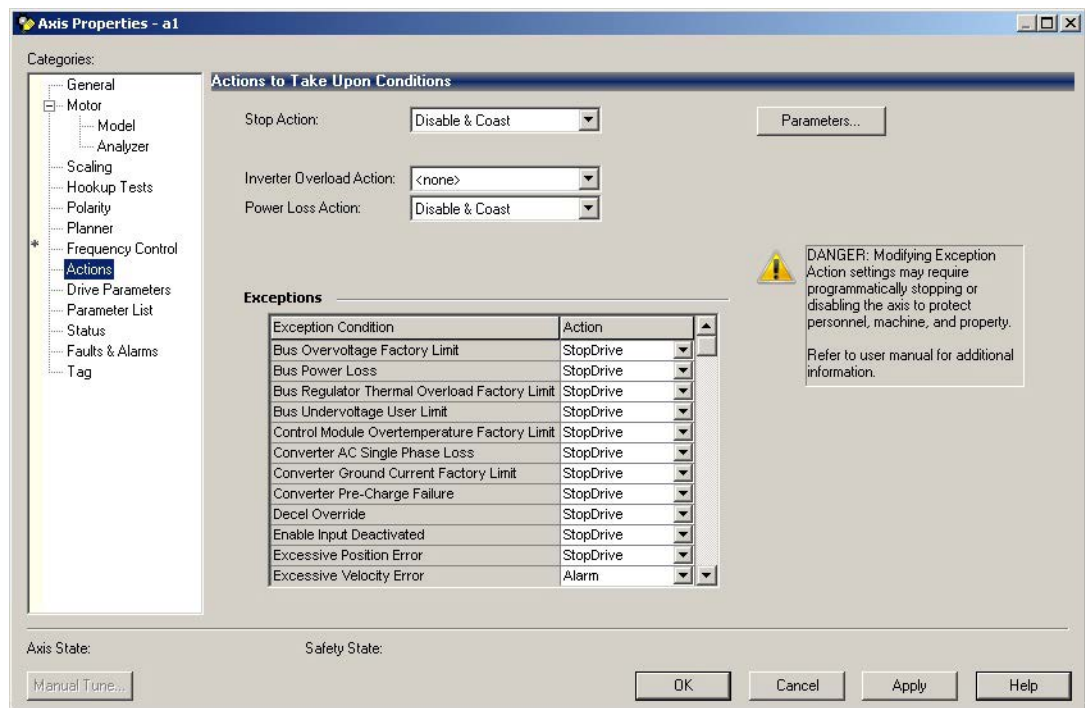 Axis Properties - a1
Categories:
General
Motor
Model
Analyzer
Scaling
Hookup Tests
Polarity
Planner
* Frequency Control
Actions
Drive Parameters
Parameter List
Status
Faults & Alarms
Tag
Actions to Take Upon Conditions
Stop Action: Disable & Coast
Parameters...
Inverter Overload Action: <none>
Power Loss Action: Disable & Coast
DANGER: Modifying Exception
Action settings may require
programmatically stopping or
disabling the axis to protect
personnel, machine, and property.
Refer to user manual for additional
information.
Exceptions
Exception Condition Action
Bus Overvoltage Factory Limit StopDrive
Bus Power Loss StopDrive
Bus Regulator Thermal Overload Factory Limit StopDrive
Bus Undervoltage User Limit StopDrive
Control Module Overtemperature Factory Limit StopDrive
Converter AC Single Phase Loss StopDrive
Converter Ground Current Factory Limit StopDrive
Converter Pre-Charge Failure StopDrive
Decel Override StopDrive
Enable Input Deactivated StopDrive
Excessive Position Error StopDrive
Excessive Velocity Error Alarm
Axis State: Safety State:
Manual Tune... OK Cancel Apply Help